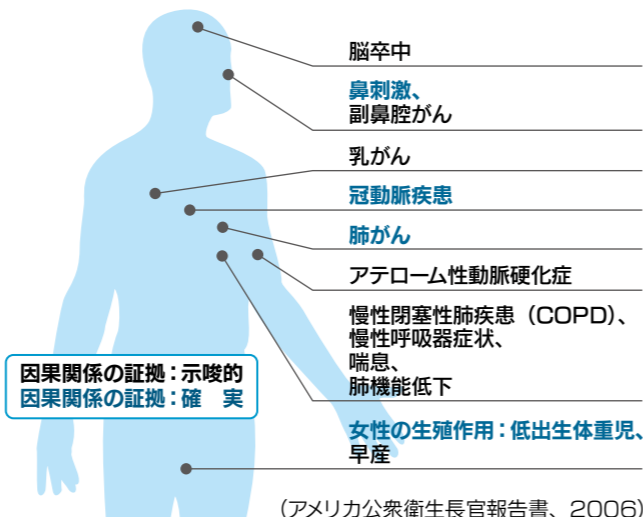 脳卒中
鼻刺激、
副鼻腔がん
乳がん
冠動脈疾患
肺がん
アテローム性動脈硬化症
慢性閉塞性肺疾患（COPD）、
慢性呼吸器症状、
喘息、
肺機能低下
因果関係の証拠：示唆的
因果関係の証拠：確　実
女性の生殖作用：低出生体重児、
早産
（アメリカ公衆衛生長官報告書、2006）